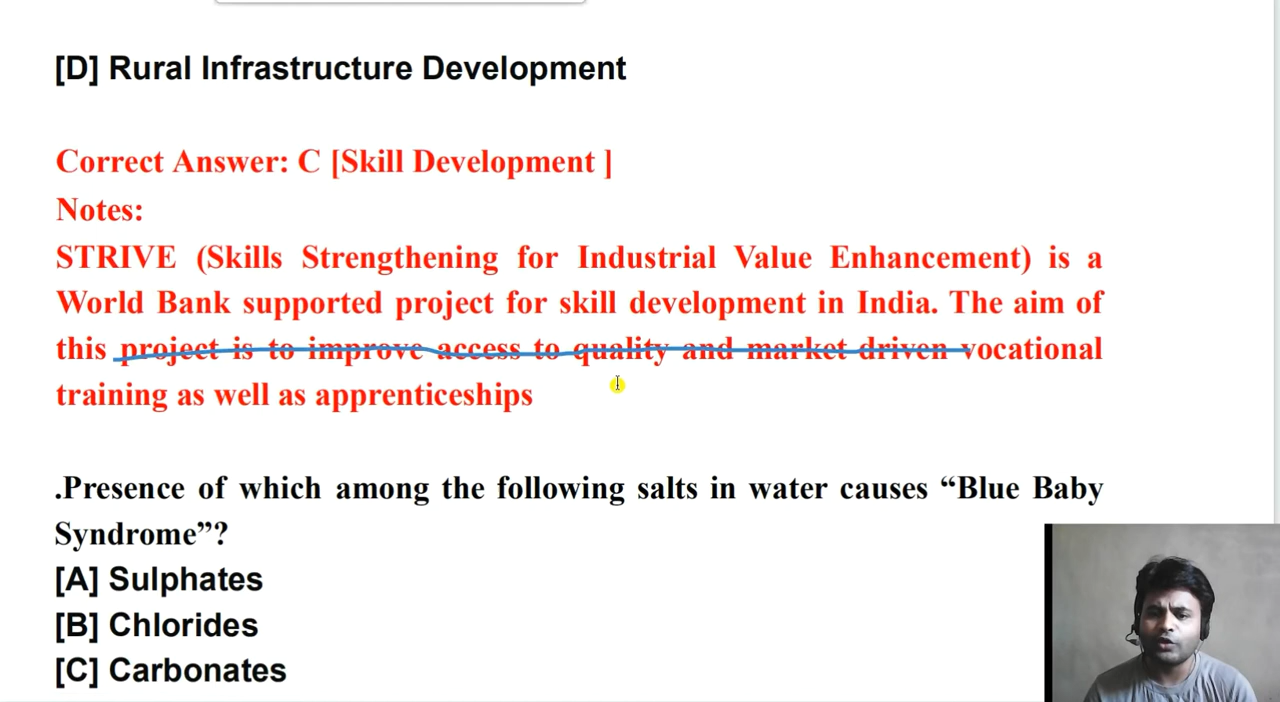 [D] Rural Infrastructure Development
Correct Answer: C [Skill Development ]
Notes:
STRIVE (Skills Strengthening for Industrial Value Enhancement) is a
World Bank supported project for skill development in India. The aim of
this project is to improve access to quality and market driven vocational
training as well as apprenticeships
.Presence of which among the following salts in water causes “Blue Baby
Syndrome”?
[A] Sulphates
[B] Chlorides
[C] Carbonates